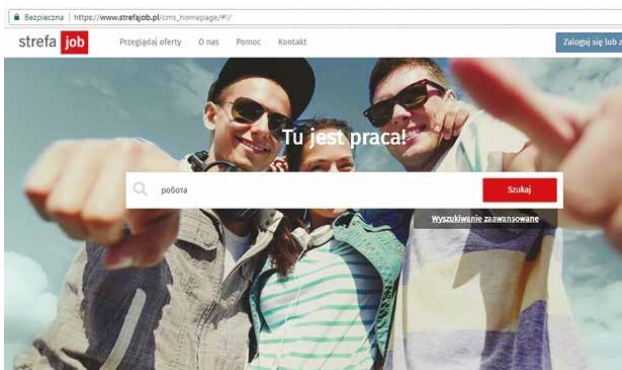 Bezpieczna | https://www.strefajob.pl/cms_homepage/#!/
strefa job Przeglądaj oferty O nas Pomoc Kontakt Zaloguj się lub
Tu jest praca!
робота Szukaj
Wyszukiwanie zaawansowane